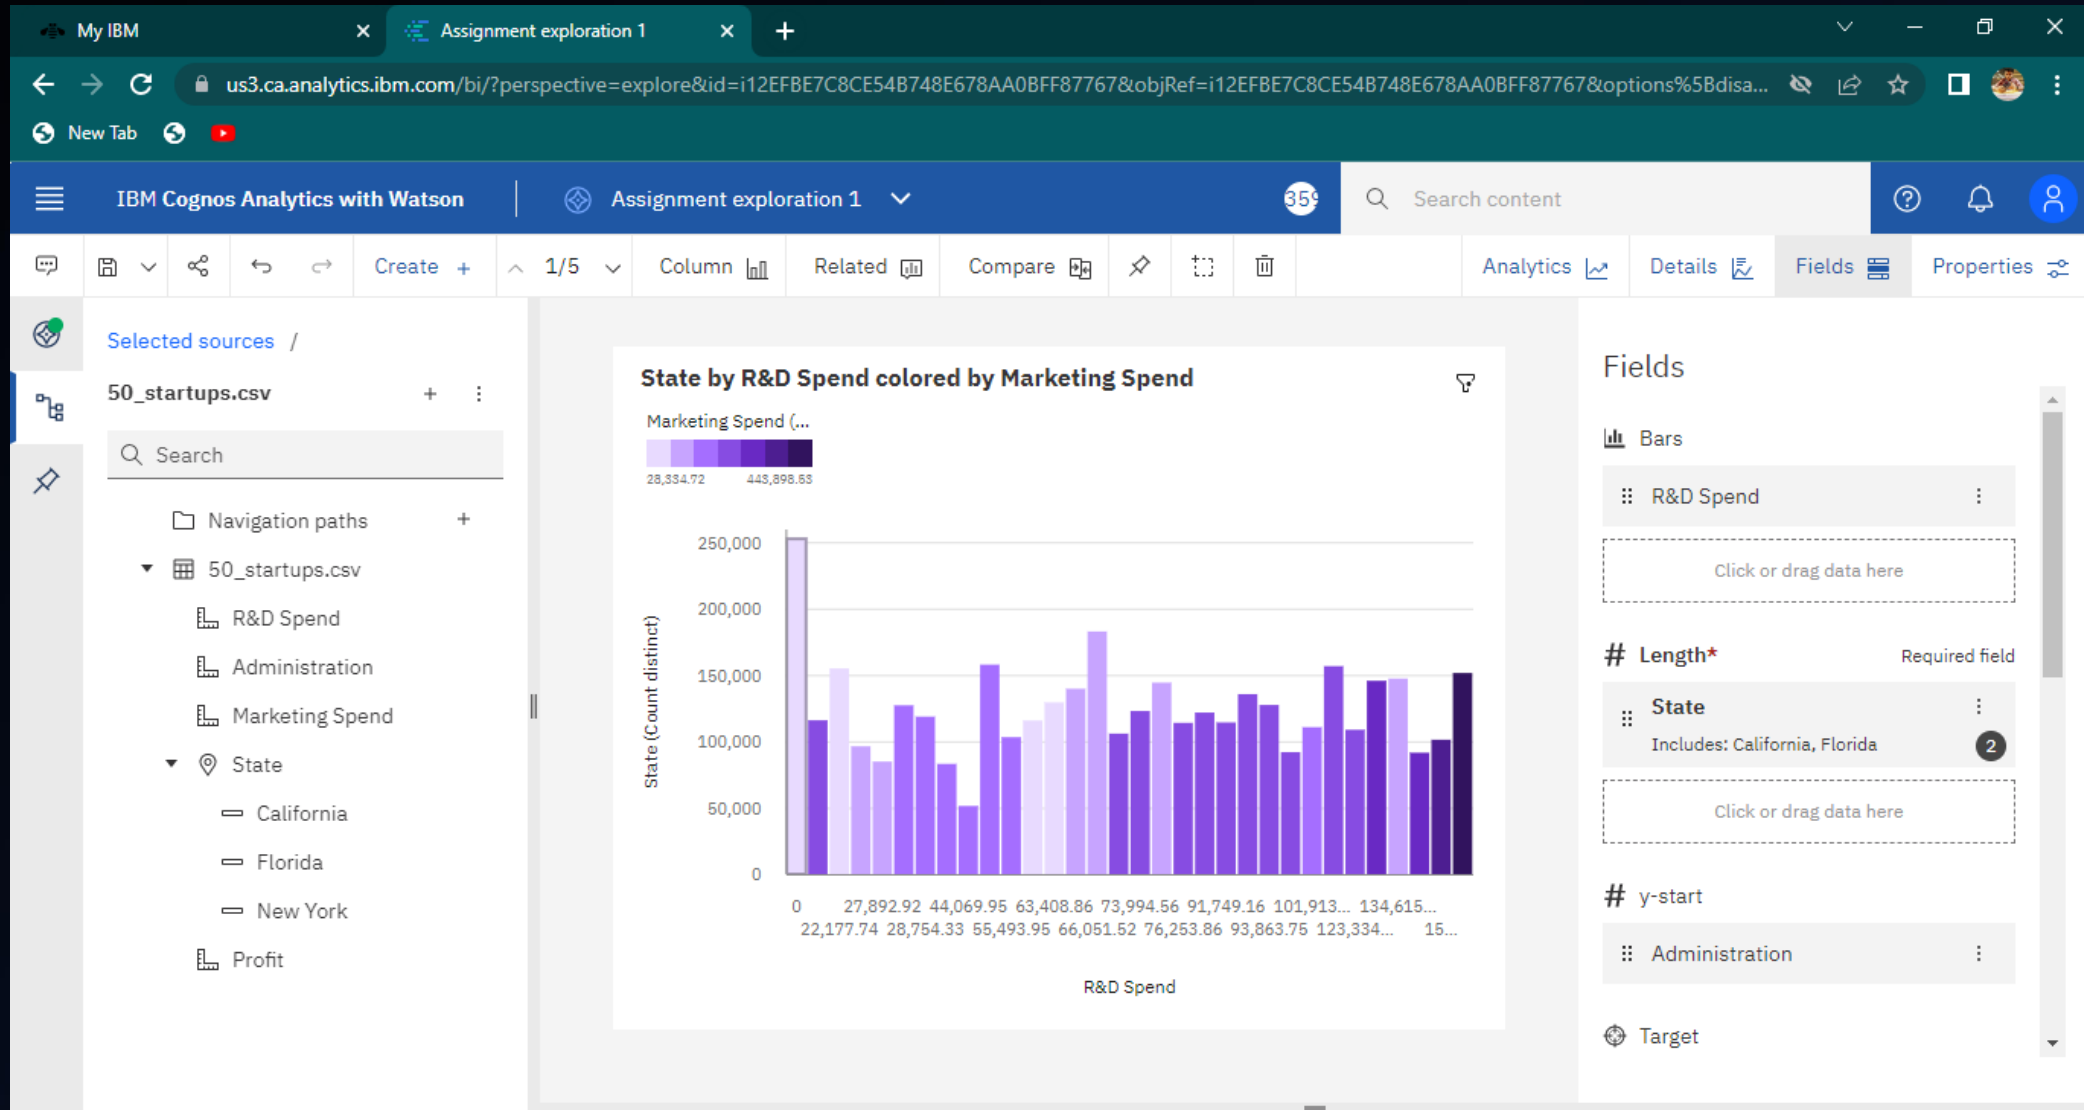 My IBM
Assignment exploration 1
us3.ca.analytics.ibm.com/bi/?perspective=explore&id=i12EFBE7C8CE54B748E678AA0BFF87767&objRef=i12EFBE7C8CE54B748E678AA0BFF87767&options%5Bdisa...
New Tab
IBM Cognos Analytics with Watson
Assignment exploration 1
359
Search content
Create +
1/5
Column
Related
Compare
Analytics
Details
Fields
Properties
Selected sources /
50_startups.csv
Search
Navigation paths
50_startups.csv
R&D Spend
Administration
Marketing Spend
State
California
Florida
New York
Profit
State by R&D Spend colored by Marketing Spend
Marketing Spend (...
28,334.72 443,898.53
State (Count distinct)
250,000
200,000
150,000
100,000
50,000
0
0 27,892.92 44,069.95 63,408.86 73,994.56 91,749.16 101,913... 134,615...
22,177.74 28,754.33 55,493.95 66,051.52 76,253.86 93,863.75 123,334... 15...
R&D Spend
Fields
Bars
R&D Spend
Click or drag data here
# Length* Required field
State
Includes: California, Florida
2
Click or drag data here
# y-start
Administration
Target